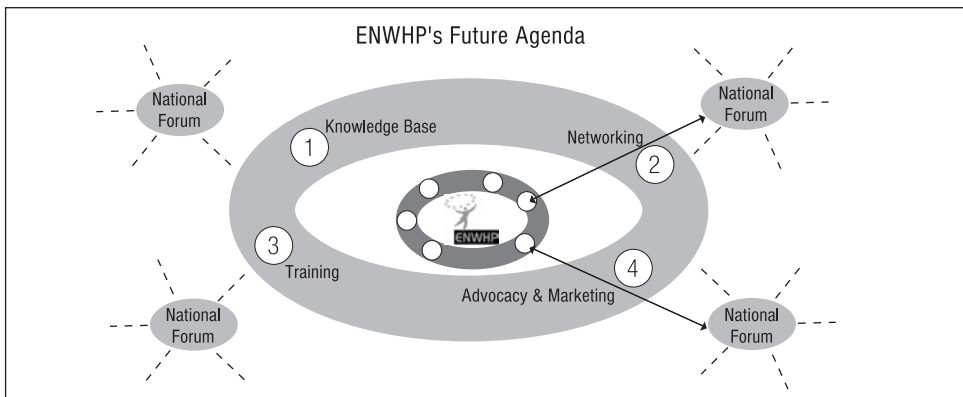 ENWHP's Future Agenda
National
Forum
National
Forum
1
Knowledge Base
Networking
2
ENWHP
3
Training
4
Advocacy & Marketing
National
Forum
National
Forum